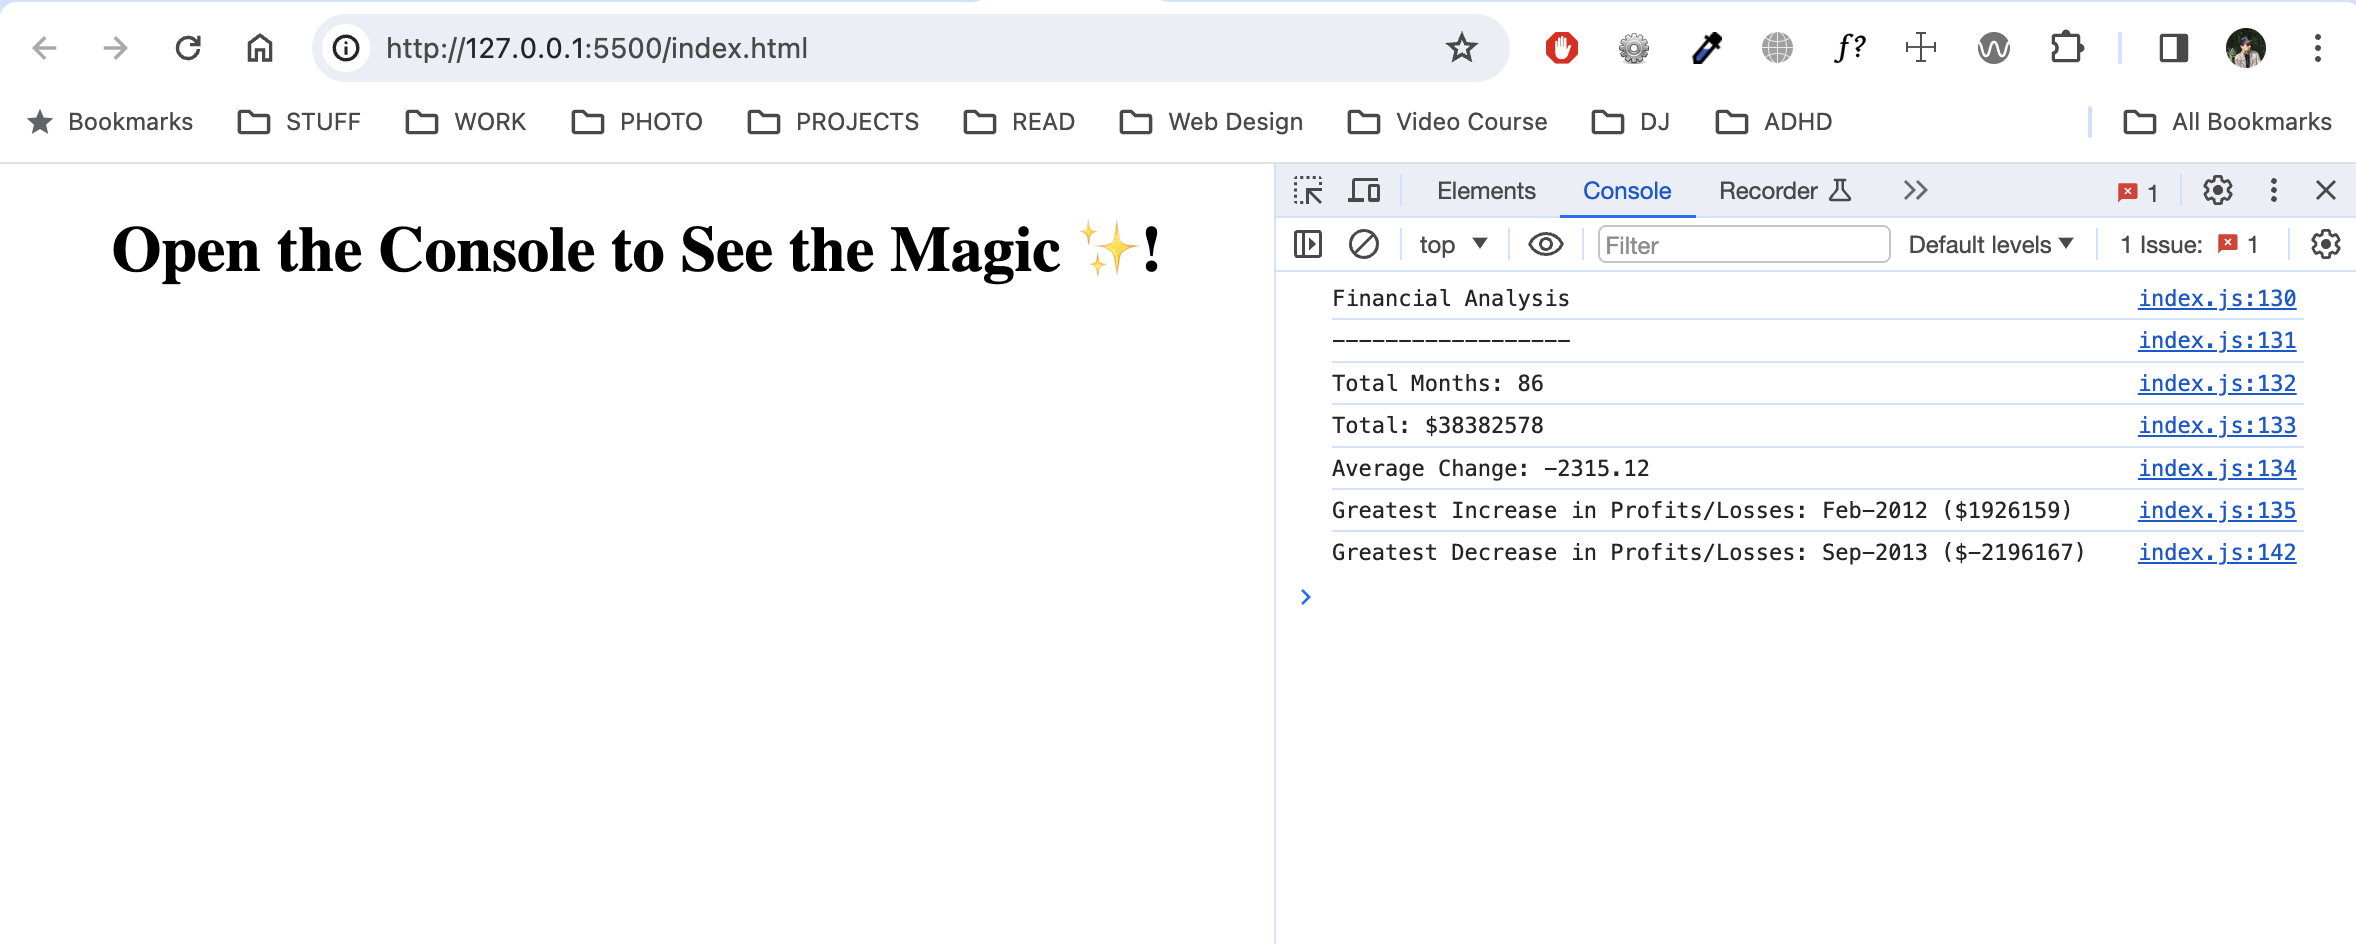 http://127.0.0.1:5500/index.html
f?
Bookmarks STUFF WORK PHOTO PROJECTS READ Web Design Video Course DJ ADHD All Bookmarks
Open the Console to See the Magic ✨!
Elements Console Recorder 1
top Filter Default levels 1 Issue: 1
Financial Analysis index.js:130
------------------ index.js:131
Total Months: 86 index.js:132
Total: $38382578 index.js:133
Average Change: -2315.12 index.js:134
Greatest Increase in Profits/Losses: Feb-2012 ($1926159) index.js:135
Greatest Decrease in Profits/Losses: Sep-2013 ($-2196167) index.js:142